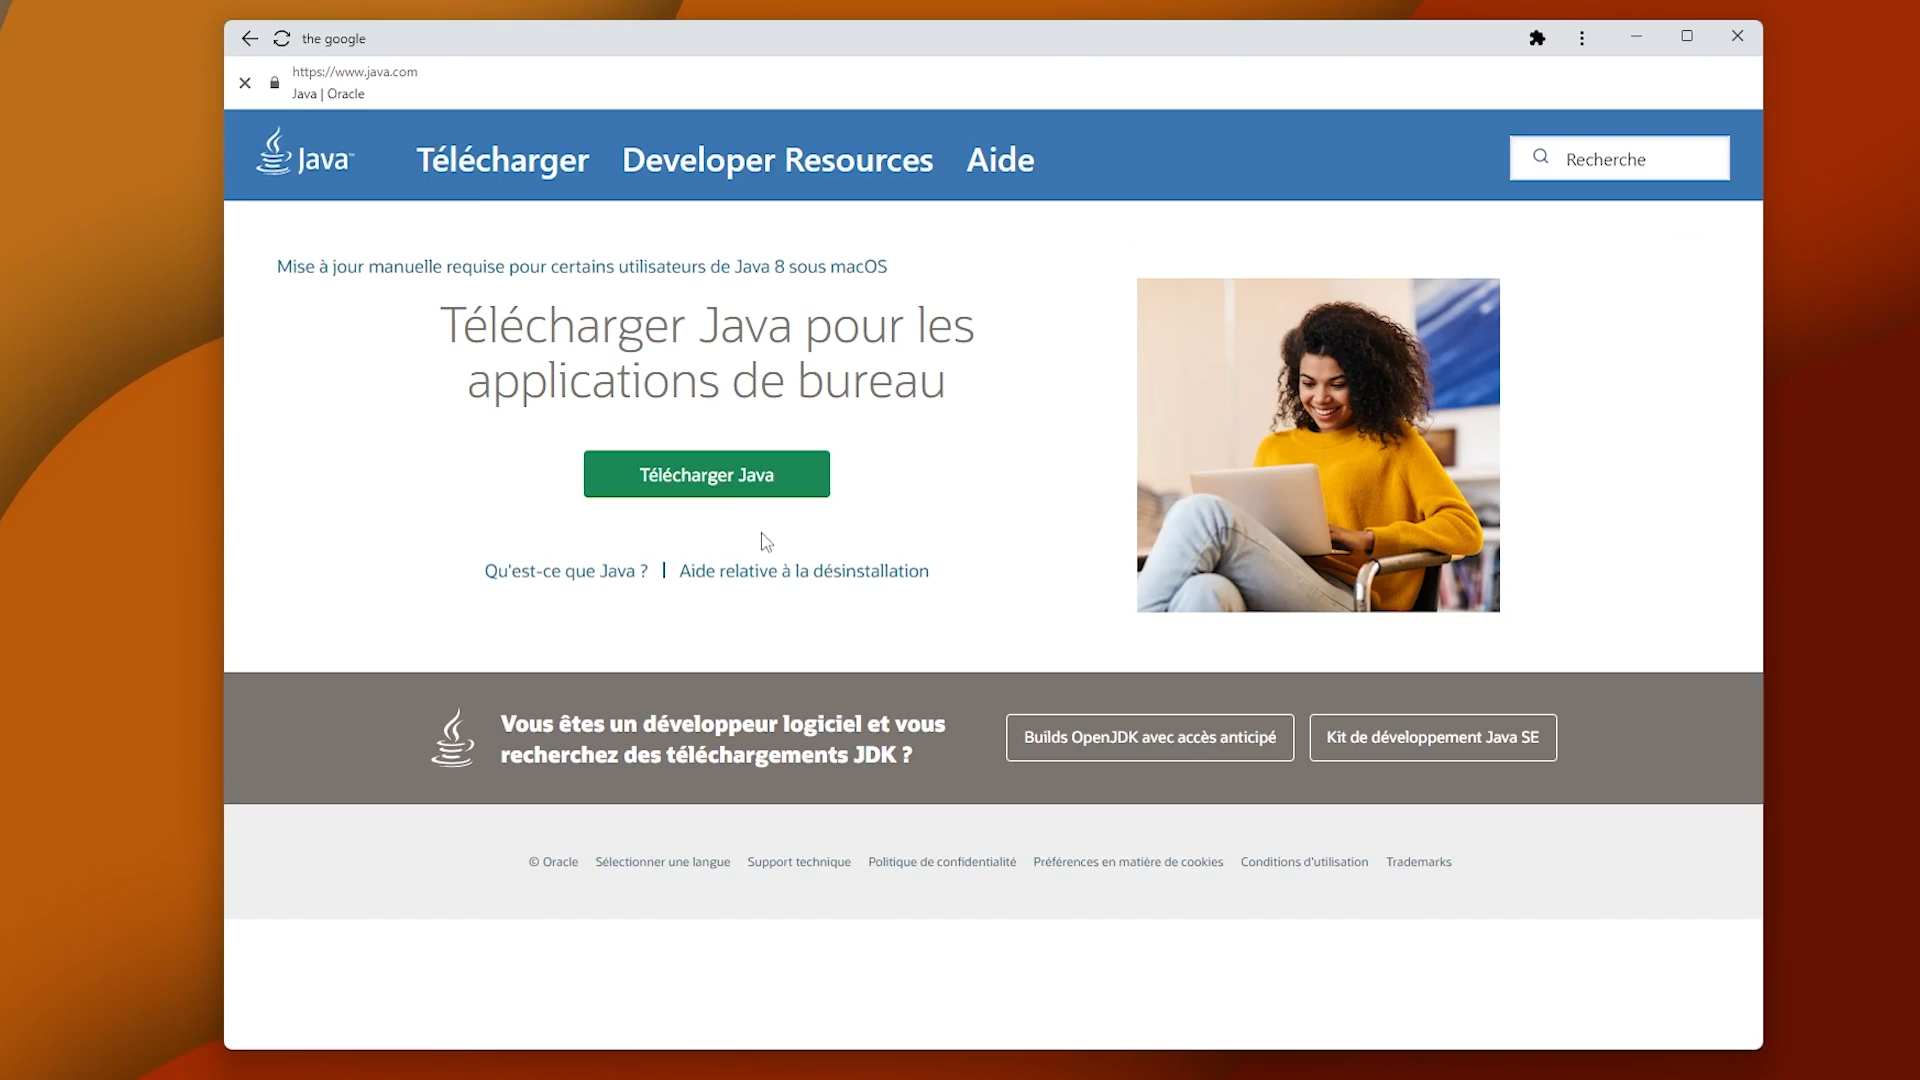 the google
https://www.java.com
Java | Oracle
Java™
Télécharger
Developer Resources
Aide
Recherche
Mise à jour manuelle requise pour certains utilisateurs de Java 8 sous macOS
Télécharger Java pour les
applications de bureau
Télécharger Java
Qu'est-ce que Java ? | Aide relative à la désinstallation
Vous êtes un développeur logiciel et vous
recherchez des téléchargements JDK ?
Builds OpenJDK avec accès anticipé
Kit de développement Java SE
© Oracle
Sélectionner une langue
Support technique
Politique de confidentialité
Préférences en matière de cookies
Conditions d'utilisation
Trademarks